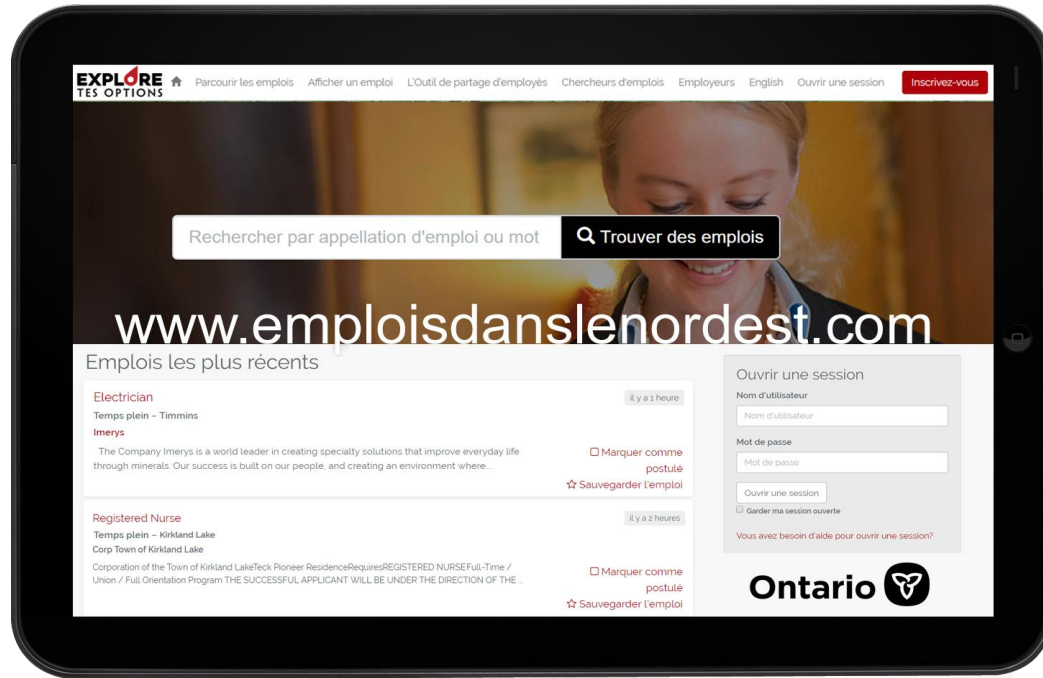 EXPLORE
TES OPTIONS
Parcourir les emplois Afficher un emploi L'Outil de partage d'employés Chercheurs d'emplois Employeurs English Ouvrir une session Inscrivez-vous
Rechercher par appellation d'emploi ou mot Trouver des emplois
www.emploisdanslenordest.com
Emplois les plus récents
Electrician il y a 1 heure
Temps plein – Timmins
Imerys
The Company Imerys is a world leader in creating specialty solutions that improve everyday life
through minerals. Our success is built on our people, and creating an environment where...
Marquer comme
postulé
Sauvegarder l'emploi
Registered Nurse il y a 2 heures
Temps plein – Kirkland Lake
Corp Town of Kirkland Lake
Corporation of the Town of Kirkland LakeTeck Pioneer ResidenceRequiresREGISTERED NURSEFull-Time /
Union / Full Orientation Program THE SUCCESSFUL APPLICANT WILL BE UNDER THE DIRECTION OF THE ...
Marquer comme
postulé
Sauvegarder l'emploi
Ouvrir une session
Nom d'utilisateur
Nom d'utilisateur
Mot de passe
Mot de passe
Ouvrir une session
Garder ma session ouverte
Vous avez besoin d'aide pour ouvrir une session?
Ontario